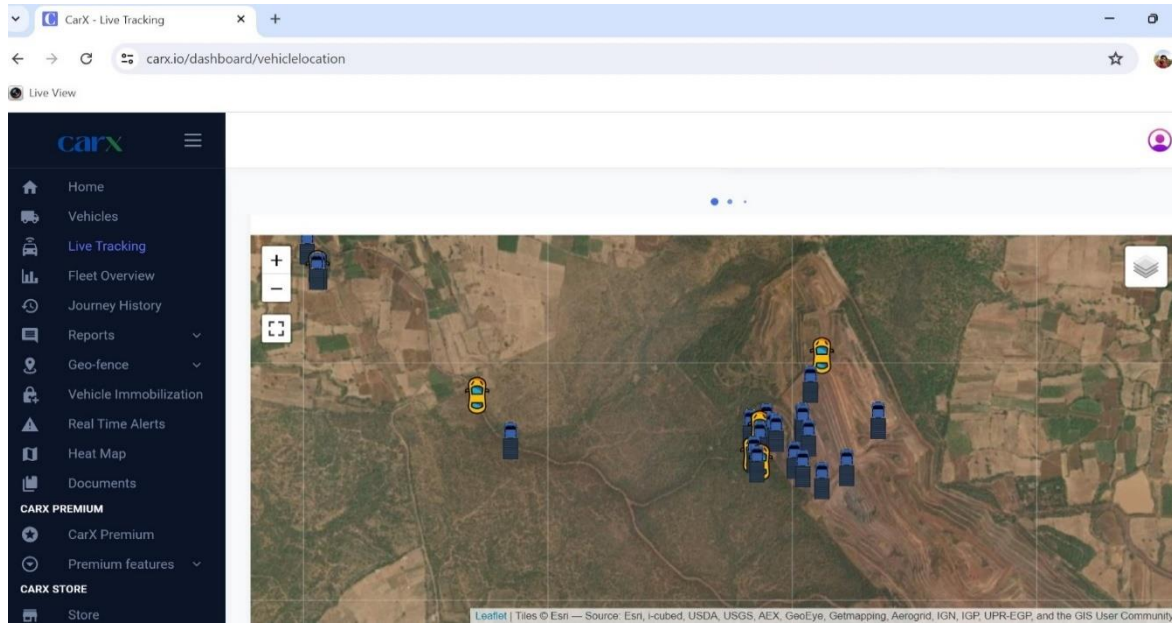 CarX - Live Tracking
carx.io/dashboard/vehiclelocation
Live View
carx
Home
Vehicles
Live Tracking
Fleet Overview
Journey History
Reports
Geo-fence
Vehicle Immobilization
Real Time Alerts
Heat Map
Documents
CARX PREMIUM
CarX Premium
Premium features
CARX STORE
Store
+
−
Leaflet | Tiles © Esri — Source: Esri, i-cubed, USDA, USGS, AEX, GeoEye, Getmapping, Aerogrid, IGN, IGP, UPR-EGP, and the GIS User Community